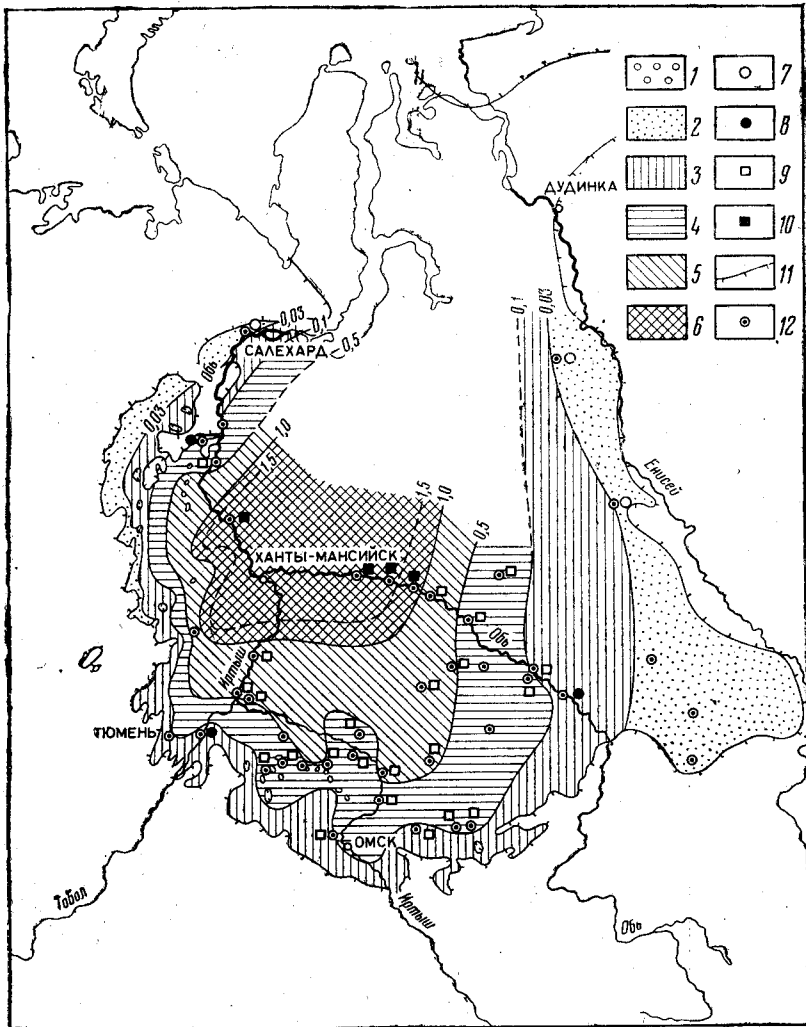 1 7
2 8
3 9
4 10
5 11
6 12
ДУДИНКА
0,03
0,1
0,5
САЛЕХАРД
Обь
0,1
0,03
0,03
1,0
1,5
Енисей
1,5
1,0
0,5
ХАНТЫ-МАНСИЙСК
Обь
Иртыш
ТЮМЕНЬ
ОМСК
Тобол
Иртыш
Обь